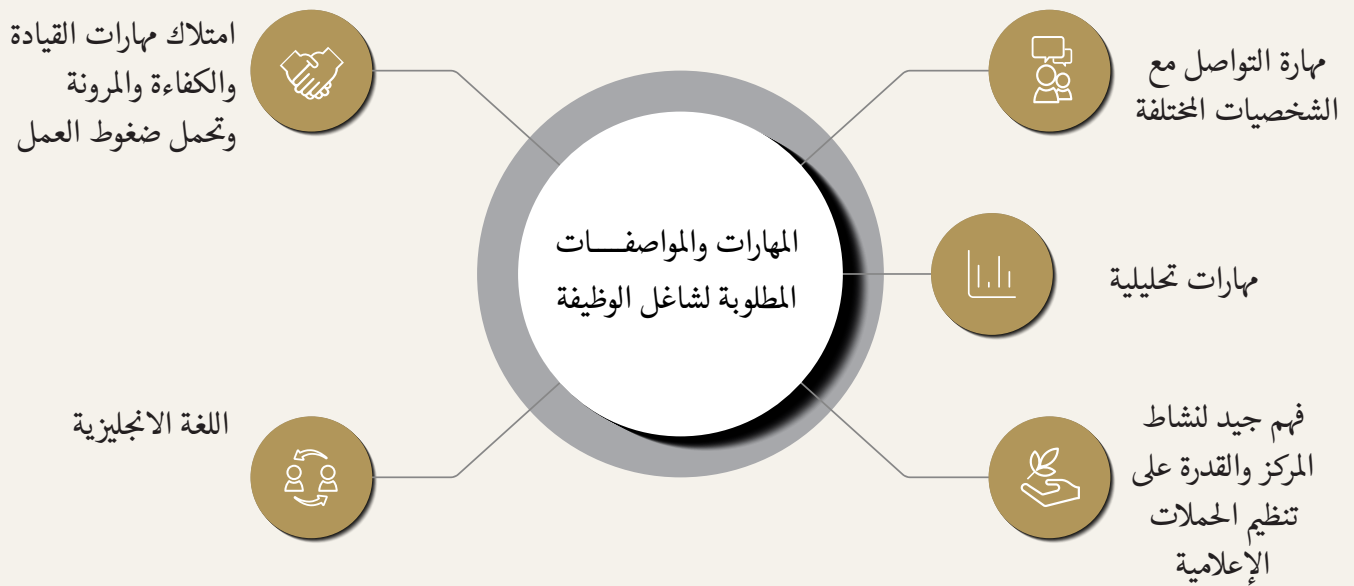 المهارات والمواصفـــات
المطلوبة لشاغل الوظيفة
مهارة التواصل مع
الشخصيات المختلفة
مهارات تحليلية
فهم جيد لنشاط
المركز والقدرة على
تنظيم الحملات
الإعلامية
امتلاك مهارات القيادة
والكفاءة والمرونة
وتحمل ضغوط العمل
اللغة الانجليزية